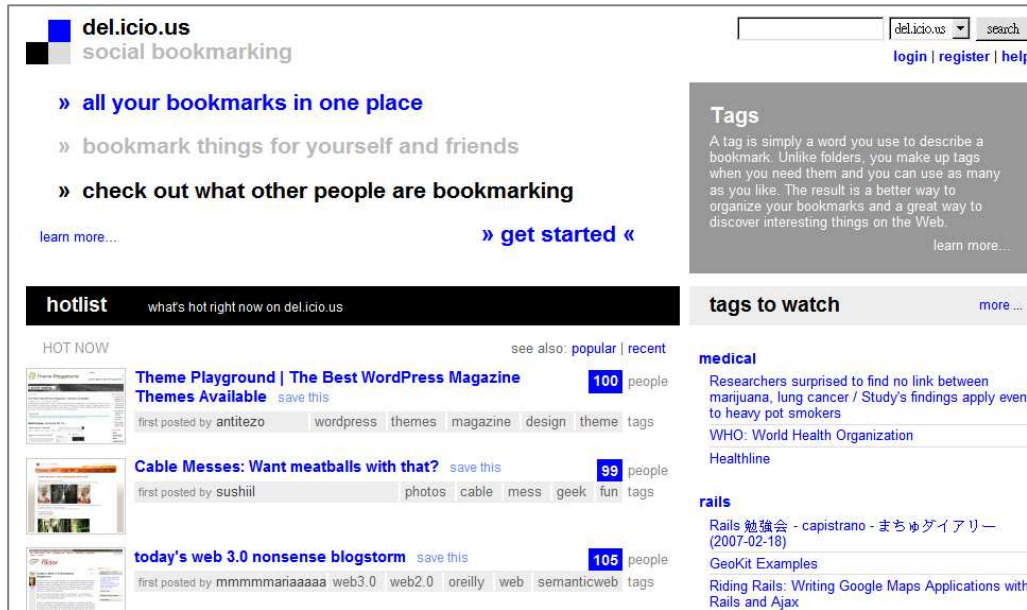 del.icio.us
social bookmarking
del.icio.us
search
login | register | help
» all your bookmarks in one place
» bookmark things for yourself and friends
» check out what other people are bookmarking
learn more...
» get started «
Tags
A tag is simply a word you use to describe a
bookmark. Unlike folders, you make up tags
when you need them and you can use as many
as you like. The result is a better way to
organize your bookmarks and a great way to
discover interesting things on the Web.
learn more...
hotlist what's hot right now on del.icio.us
HOT NOW
see also: popular | recent
Theme Playground | The Best WordPress Magazine
Themes Available save this
100 people
first posted by antitezo wordpress themes magazine design theme tags
Cable Messes: Want meatballs with that? save this
99 people
first posted by sushiil photos cable mess geek fun tags
today's web 3.0 nonsense blogstorm save this
105 people
first posted by mmmmmariaaaaa web3.0 web2.0 oreilly web semanticweb tags
tags to watch more ...
medical
Researchers surprised to find no link between
marijuana, lung cancer / Study's findings apply even
to heavy pot smokers
WHO: World Health Organization
Healthline
rails
Rails 勉強会 - capistrano - まちゅダイアリー
(2007-02-18)
GeoKit Examples
Riding Rails: Writing Google Maps Applications with
Rails and Ajax